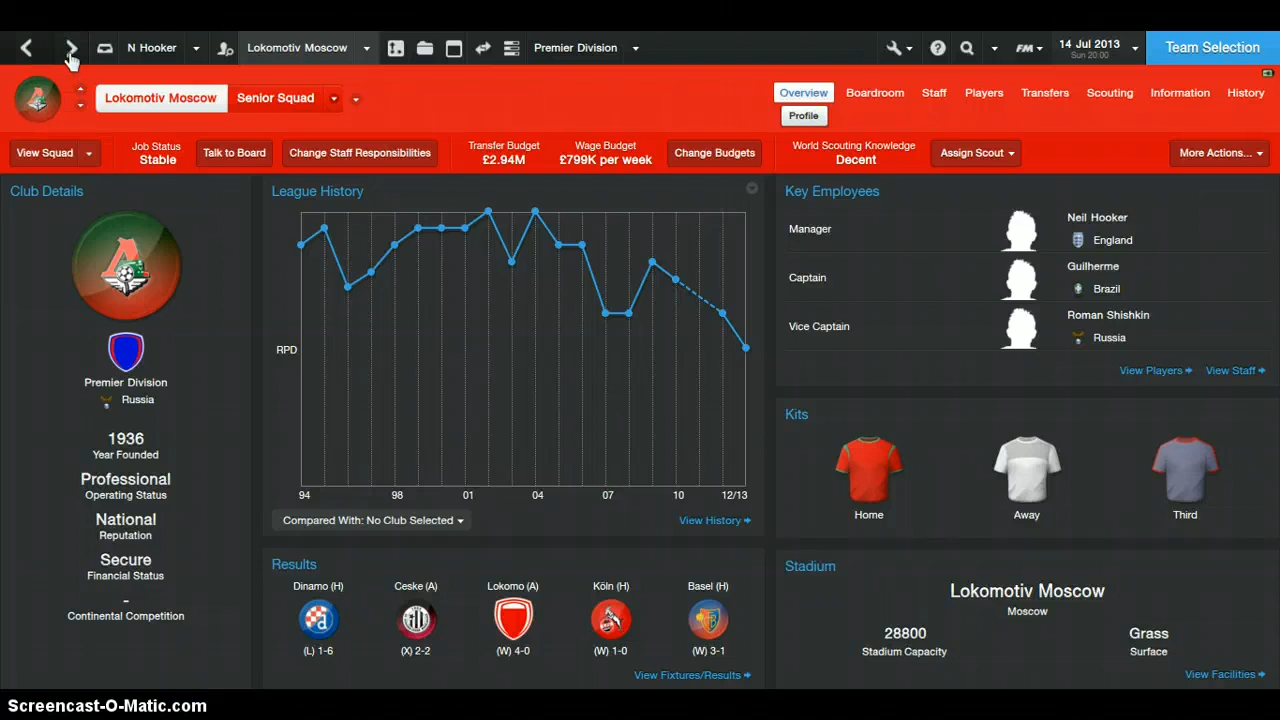 N Hooker
Lokomotiv Moscow
Premier Division
FM
14 Jul 2013
Sun 20:00
Team Selection
Lokomotiv Moscow
Senior Squad
Overview
Boardroom
Staff
Players
Transfers
Scouting
Information
History
Profile
View Squad
Job Status
Stable
Talk to Board
Change Staff Responsibilities
Transfer Budget
£2.94M
Wage Budget
£799K per week
Change Budgets
World Scouting Knowledge
Decent
Assign Scout
More Actions...
Club Details
Premier Division
Russia
1936
Year Founded
Professional
Operating Status
National
Reputation
Secure
Financial Status
-
Continental Competition
League History
RPD
94 98 01 04 07 10 12/13
Compared With: No Club Selected
View History
Results
Dinamo (H) Ceske (A) Lokomo (A) Köln (H) Basel (H)
(L) 1-6 (X) 2-2 (W) 4-0 (W) 1-0 (W) 3-1
View Fixtures/Results
Key Employees
Manager
Neil Hooker
England
Captain
Guilherme
Brazil
Vice Captain
Roman Shishkin
Russia
View Players
View Staff
Kits
Home Away Third
Stadium
Lokomotiv Moscow
Moscow
28800
Stadium Capacity
Grass
Surface
View Facilities
Screencast-O-Matic.com